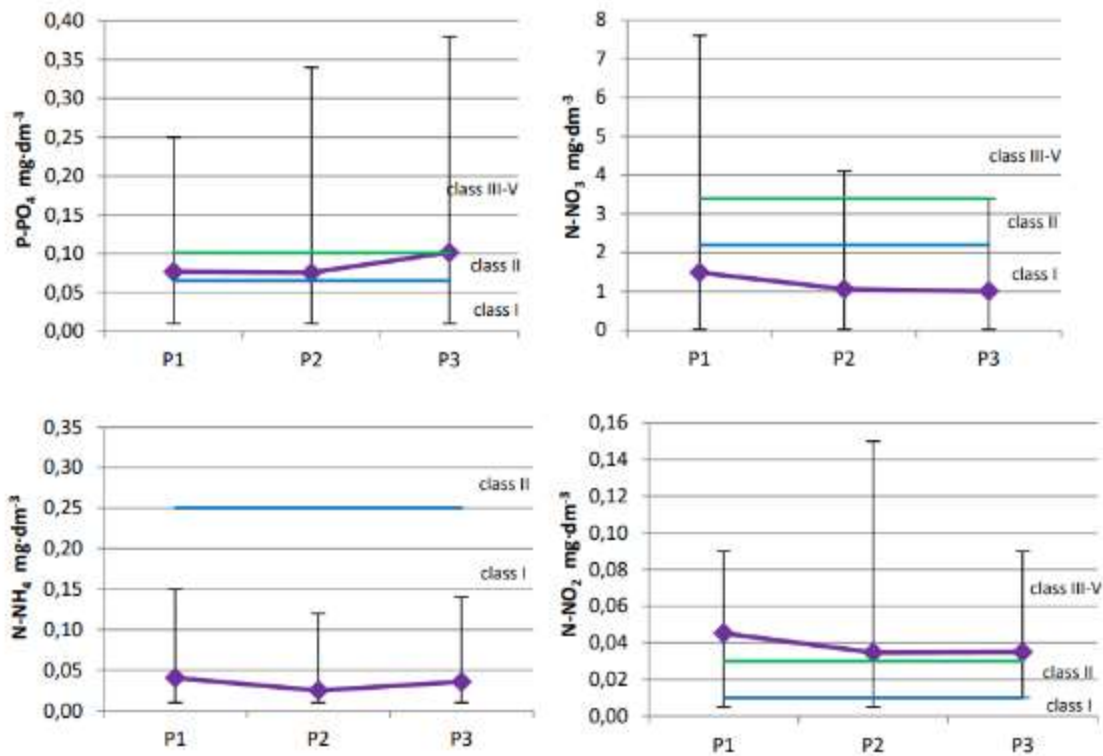 P-PO₄ mg·dm⁻³
0,40
0,35
0,30
0,25
0,20
0,15
0,10
0,05
0,00
class III-V
class II
class I
P1 P2 P3
N-NO₃ mg·dm⁻³
8
7
6
5
4
3
2
1
0
class III-V
class II
class I
P1 P2 P3
N-NH₄ mg·dm⁻³
0,35
0,30
0,25
0,20
0,15
0,10
0,05
0,00
class II
class I
P1 P2 P3
N-NO₂ mg·dm⁻³
0,16
0,14
0,12
0,10
0,08
0,06
0,04
0,02
0,00
class III-V
class II
class I
P1 P2 P3